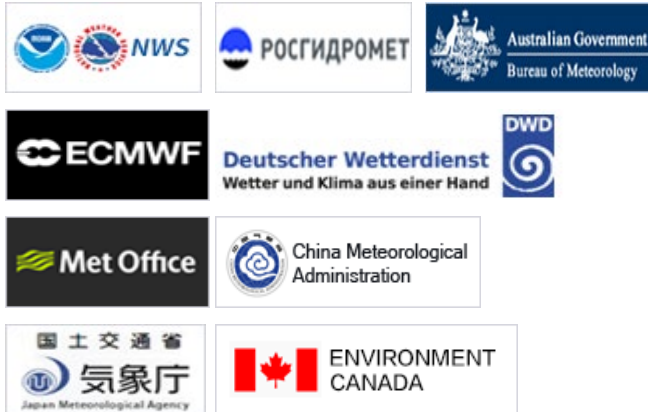 NOAA
NWS
РОСГИДРОМЕТ
Australian Government
Bureau of Meteorology
ECMWF
Deutscher Wetterdienst
Wetter und Klima aus einer Hand
DWD
Met Office
China Meteorological
Administration
国土交通省
気象庁
Japan Meteorological Agency
ENVIRONMENT
CANADA